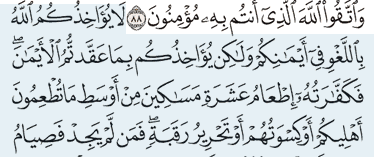 وَٱتَّقُوا۟ ٱللَّهَ ٱلَّذِىٓ أَنتُم بِهِۦ مُؤْمِنُونَ ٨٨ لَا يُؤَاخِذُكُمُ ٱللَّهُ
بِٱللَّغْوِ فِىٓ أَيْمَٰنِكُمْ وَلَٰكِن يُؤَاخِذُكُم بِمَا عَقَّدتُّمُ ٱلْأَيْمَٰنَ ۖ
فَكَفَّٰرَتُهُۥٓ إِطْعَامُ عَشَرَةِ مَسَٰكِينَ مِنْ أَوْسَطِ مَا تُطْعِمُونَ
أَهْلِيكُمْ أَوْ كِسْوَتُهُمْ أَوْ تَحْرِيرُ رَقَبَةٍ ۖ فَمَن لَّمْ يَجِدْ فَصِيَامُ